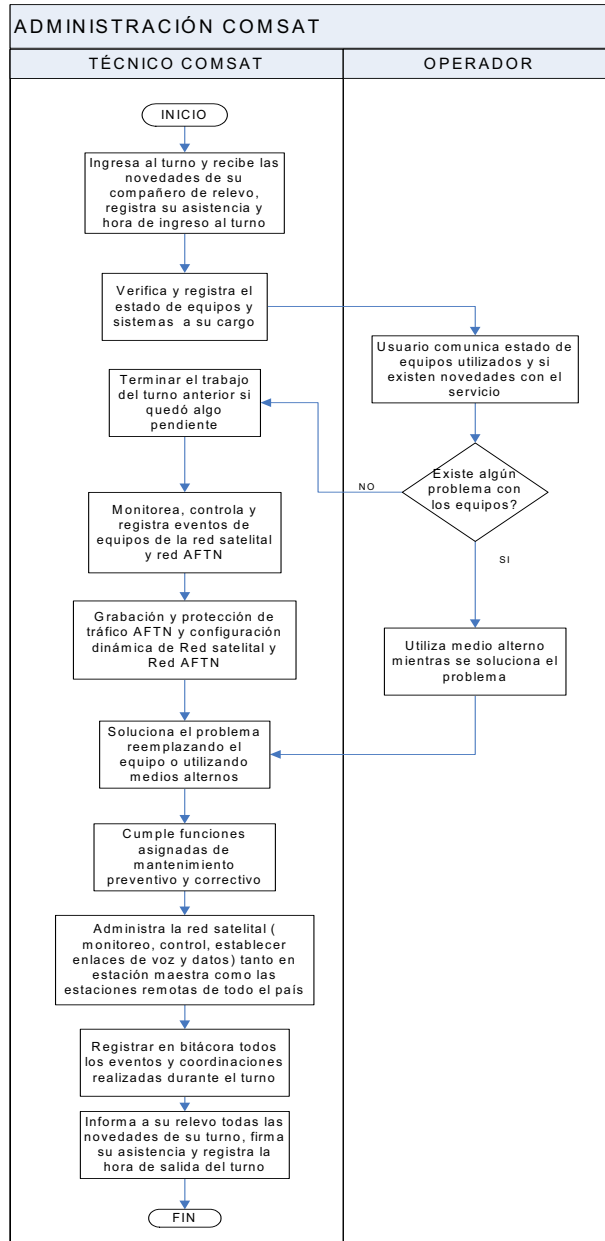 ADMINISTRACIÓN COMSAT
TÉCNICO COMSAT
OPERADOR
INICIO
Ingresa al turno y recibe las
novedades de su
compañero de relevo,
registra su asistencia y
hora de ingreso al turno
Verifica y registra el
estado de equipos y
sistemas a su cargo
Usuario comunica estado de
equipos utilizados y si
existen novedades con el
servicio
Existe algún
problema con
los equipos?
NO
SI
Terminar el trabajo
del turno anterior si
quedó algo
pendiente
Monitorea, controla y
registra eventos de
equipos de la red satelital
y red AFTN
Grabación y protección de
tráfico AFTN y configuración
dinámica de Red satelital y
Red AFTN
Utiliza medio alterno
mientras se soluciona el
problema
Soluciona el problema
reemplazando el
equipo o utilizando
medios alternos
Cumple funciones
asignadas de
mantenimiento
preventivo y correctivo
Administra la red satelital (
monitoreo, control, establecer
enlaces de voz y datos) tanto en
estación maestra como las
estaciones remotas de todo el país
Registrar en bitácora todos
los eventos y coordinaciones
realizadas durante el turno
Informa a su relevo todas las
novedades de su turno, firma
su asistencia y registra la
hora de salida del turno
FIN